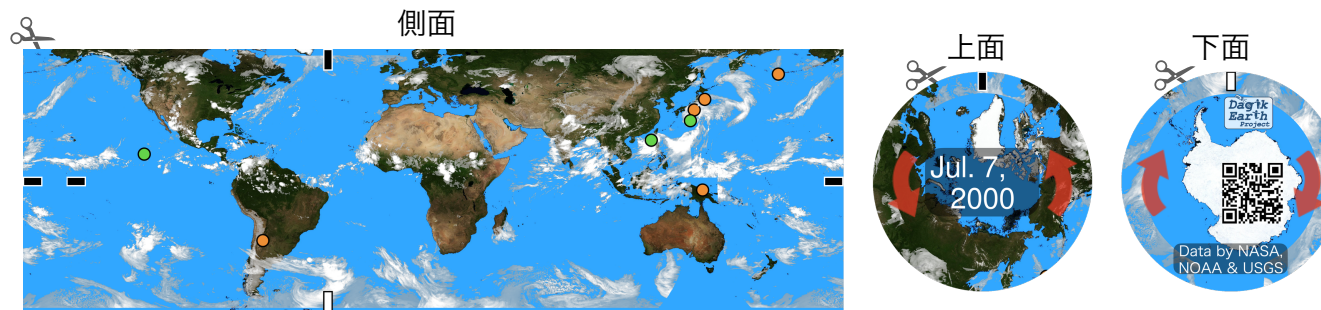 側面
上面
下面
Jul. 7,
2000
Dagik
Earth
Project
Data by NASA,
NOAA & USGS